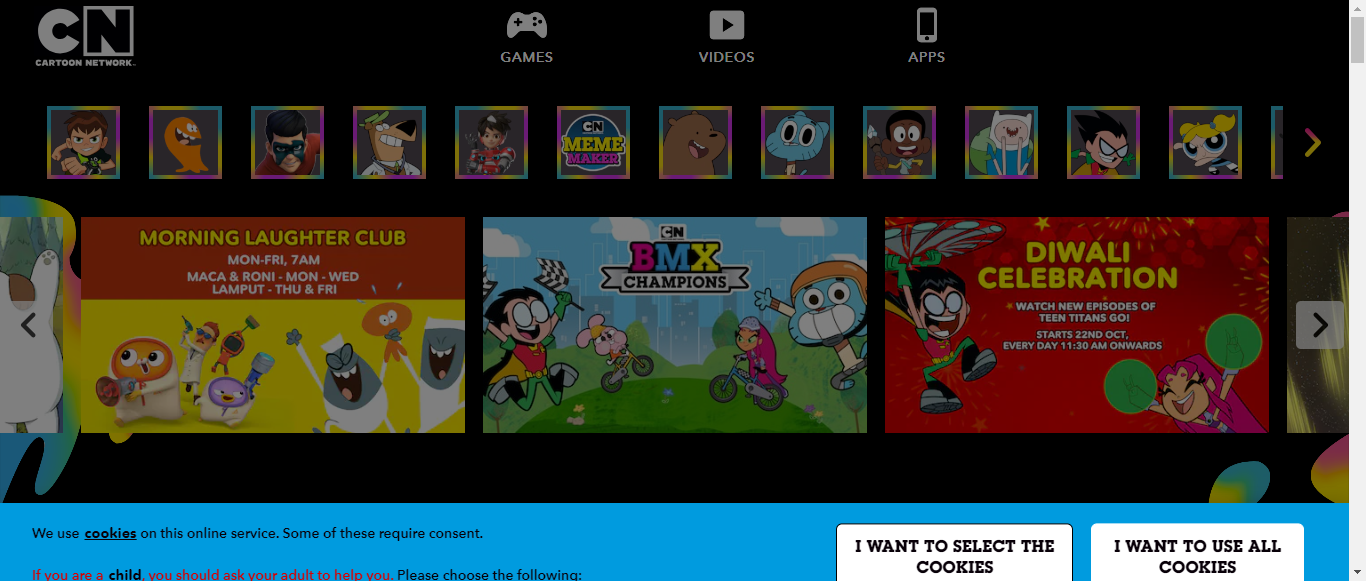 CN
CARTOON NETWORK™
GAMES
VIDEOS
APPS
CN
MEME
MAKER
MORNING LAUGHTER CLUB
MON-FRI, 7AM
MACA & RONI - MON - WED
LAMPUT - THU & FRI
CN
BMX
CHAMPIONS
DIWALI
CELEBRATION
WATCH NEW EPISODES OF
TEEN TITANS GO!
STARTS 22ND OCT,
EVERY DAY 11:30 AM ONWARDS
We use cookies on this online service. Some of these require consent.
If you are a child, you should ask your adult to help you. Please choose the following:
I WANT TO SELECT THE
COOKIES
I WANT TO USE ALL
COOKIES